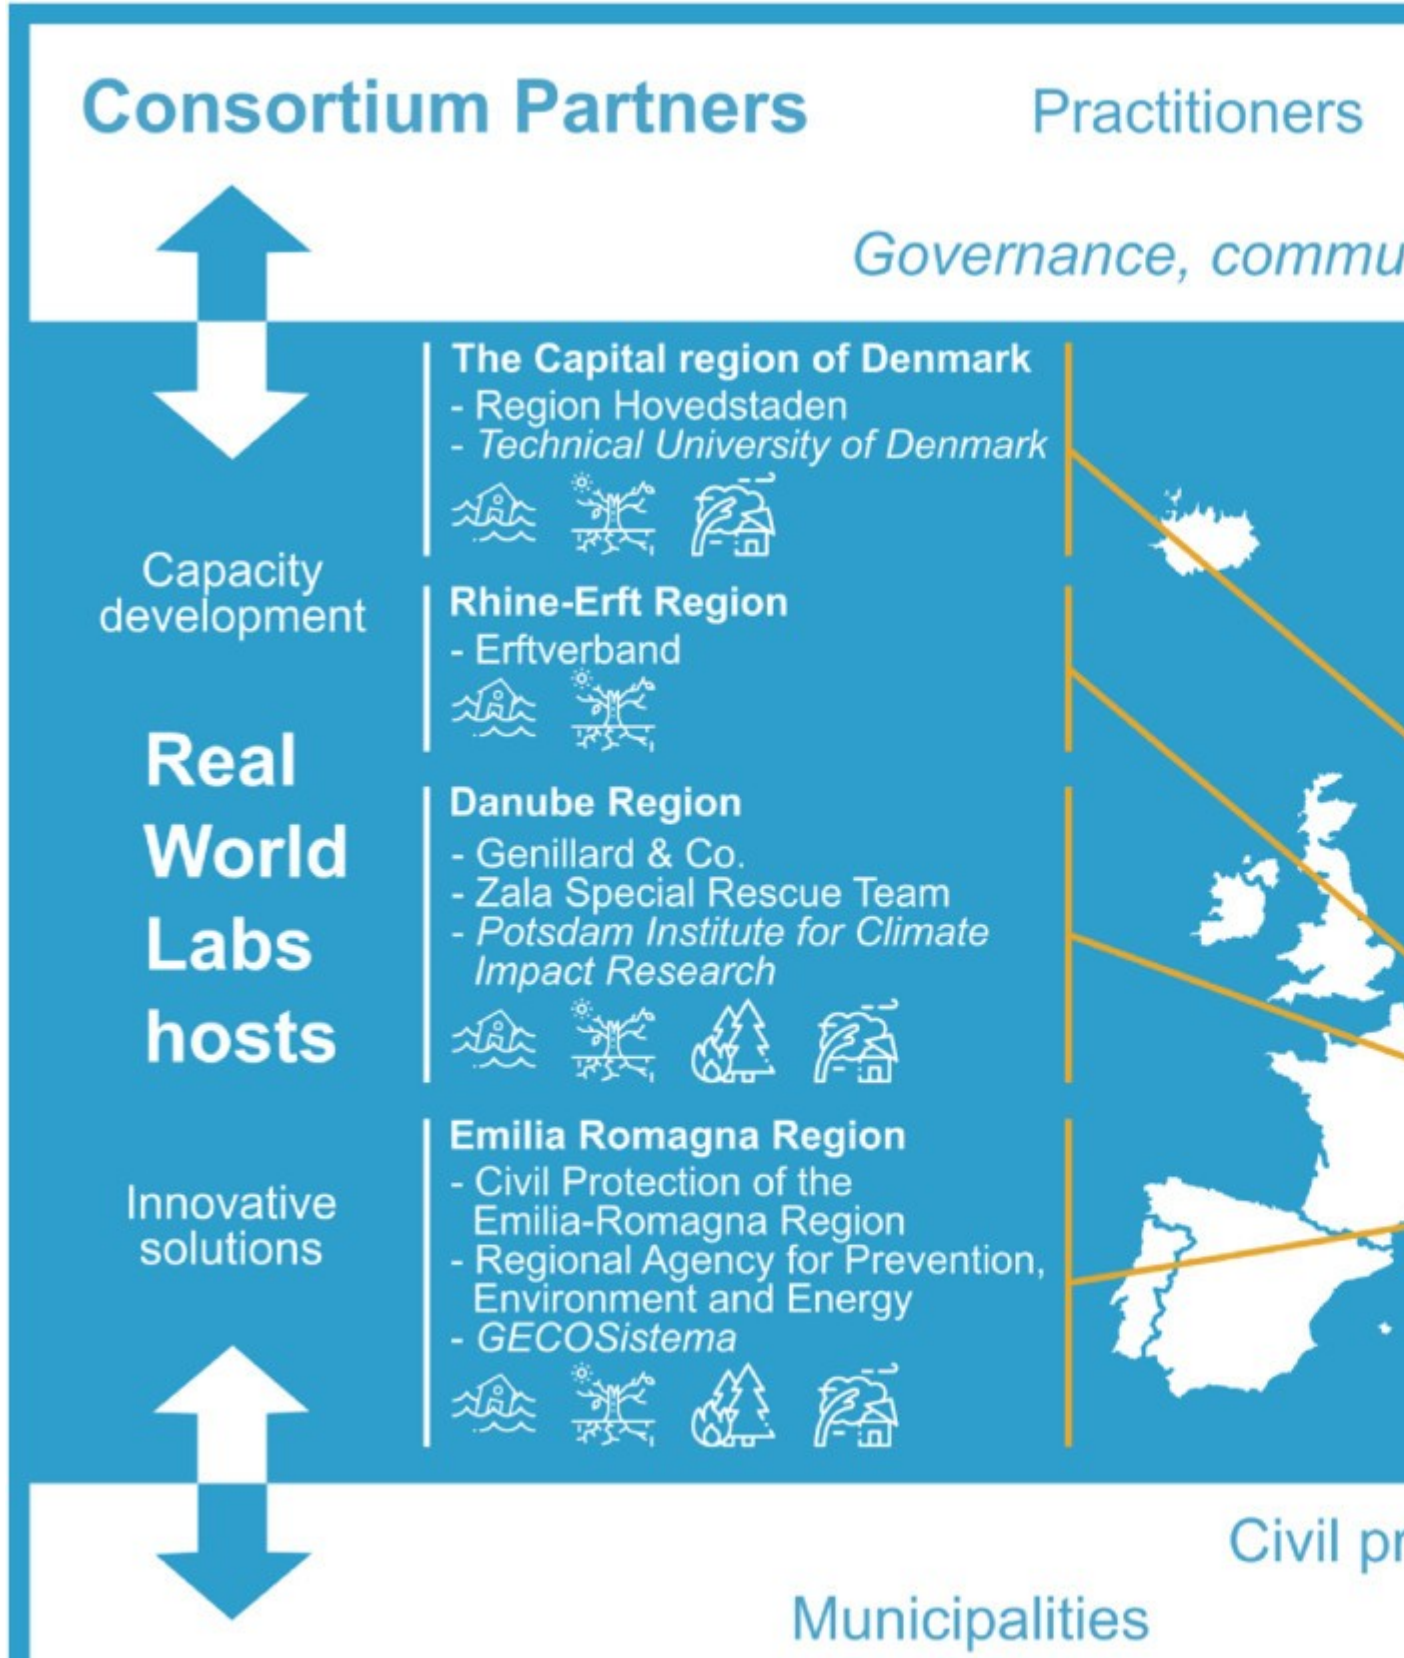 Consortium Partners
Practitioners
Governance, commu
The Capital region of Denmark
- Region Hovedstaden
- Technical University of Denmark
Capacity
development
Rhine-Erft Region
- Erftverband
Real
World
Labs
hosts
Danube Region
- Genillard & Co.
- Zala Special Rescue Team
- Potsdam Institute for Climate
Impact Research
Innovative
solutions
Emilia Romagna Region
- Civil Protection of the
Emilia-Romagna Region
- Regional Agency for Prevention,
Environment and Energy
- GECOSistema
Civil pr
Municipalities